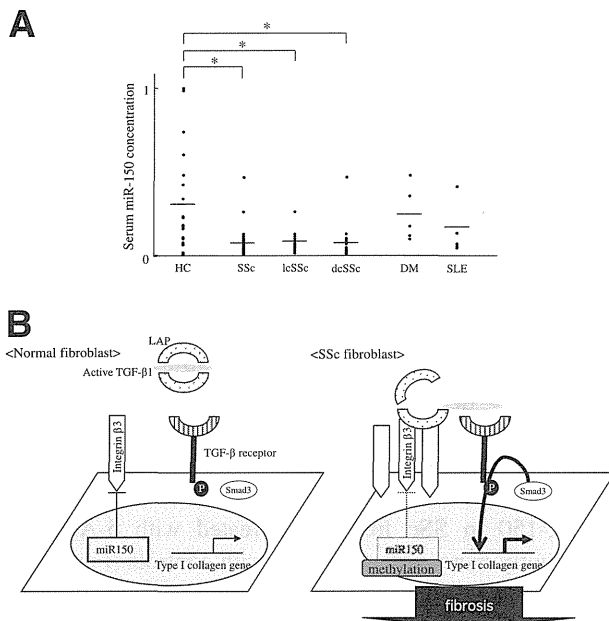 A
*
*
*
1
Serum miR-150 concentration
0
HC SSc lcSSc dcSSc DM SLE
B
<Normal fibroblast>
LAP
Active TGF-β1
Integrin β3
TGF-β receptor
P
Smad3
miR150
Type I collagen gene
<SSc fibroblast>
Integrin β3
P
Smad3
miR150
methylation
Type I collagen gene
fibrosis